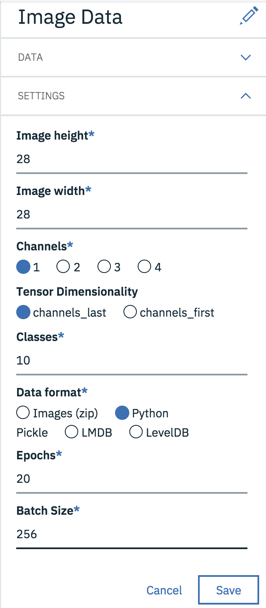 Image Data
DATA
SETTINGS
Image height*
28
Image width*
28
Channels*
1 2 3 4
Tensor Dimensionality
channels_last channels_first
Classes*
10
Data format*
Images (zip) Python
Pickle LMDB LevelDB
Epochs*
20
Batch Size*
256
Cancel Save